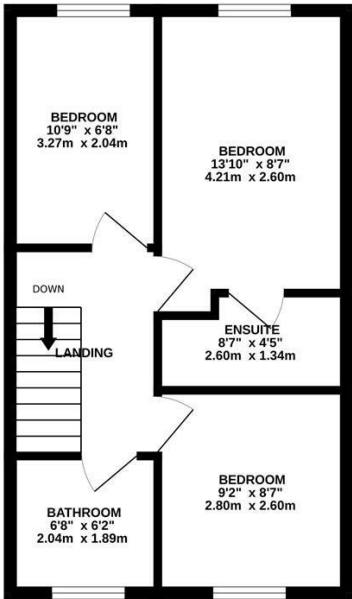 BEDROOM
10'9" x 6'8"
3.27m x 2.04m
BEDROOM
13'10" x 8'7"
4.21m x 2.60m
DOWN
LANDING
ENSUITE
8'7" x 4'5"
2.60m x 1.34m
BEDROOM
9'2" x 8'7"
2.80m x 2.60m
BATHROOM
6'8" x 6'2"
2.04m x 1.89m